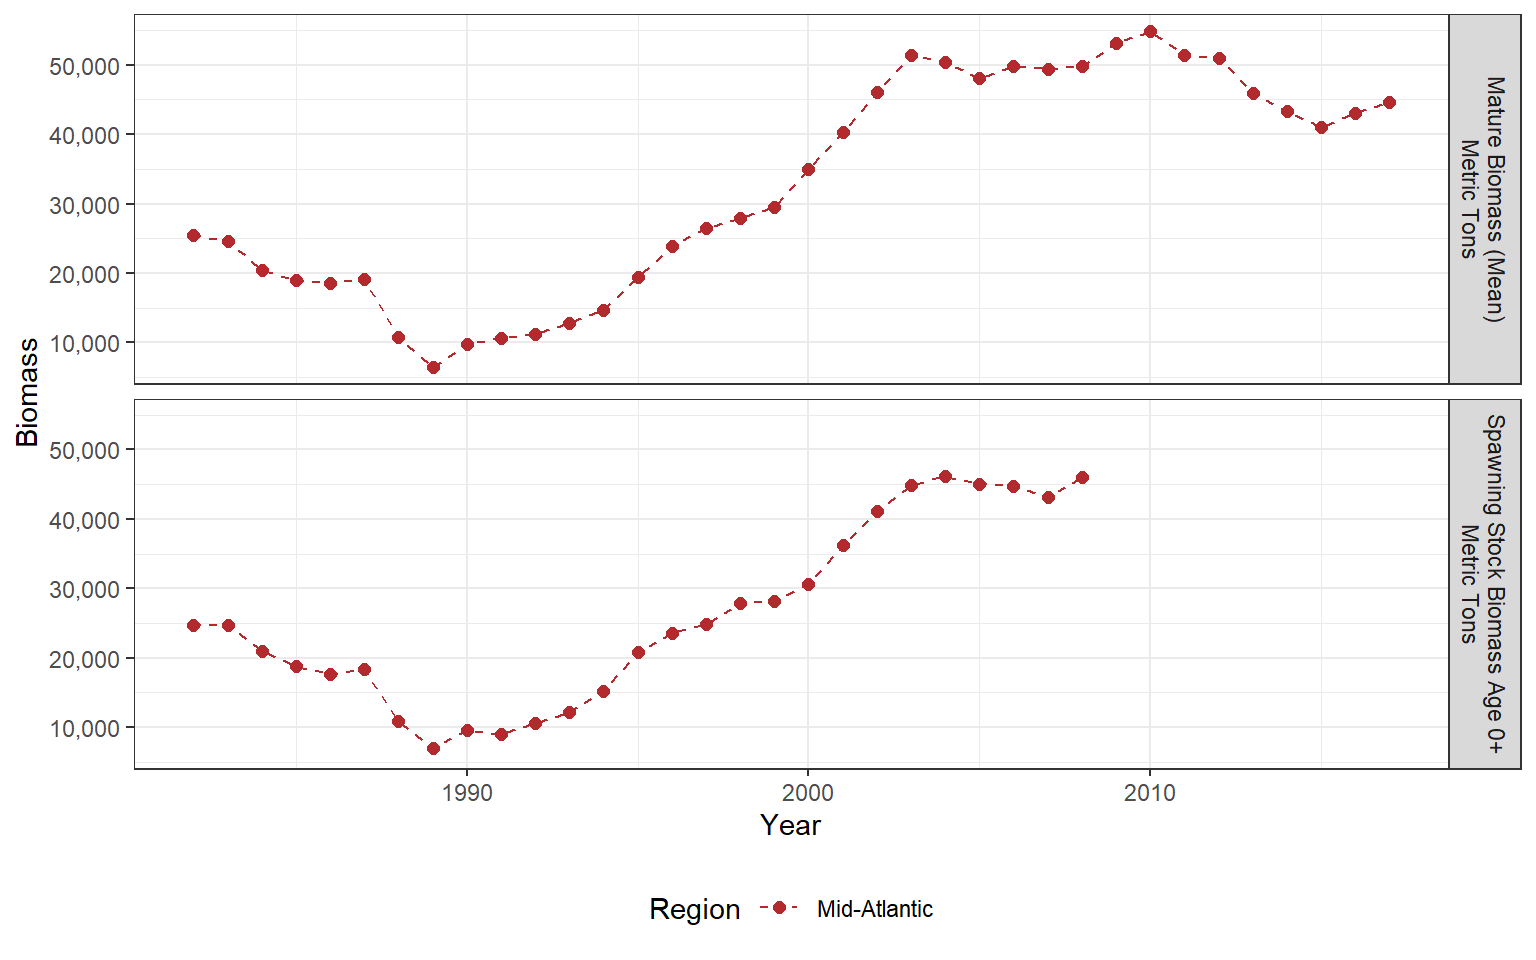 Biomass
50,000
40,000
30,000
20,000
10,000
Mature Biomass (Mean)
Metric Tons
50,000
40,000
30,000
20,000
10,000
Spawning Stock Biomass Age 0+
Metric Tons
1990 2000 2010
Year
Region Mid-Atlantic